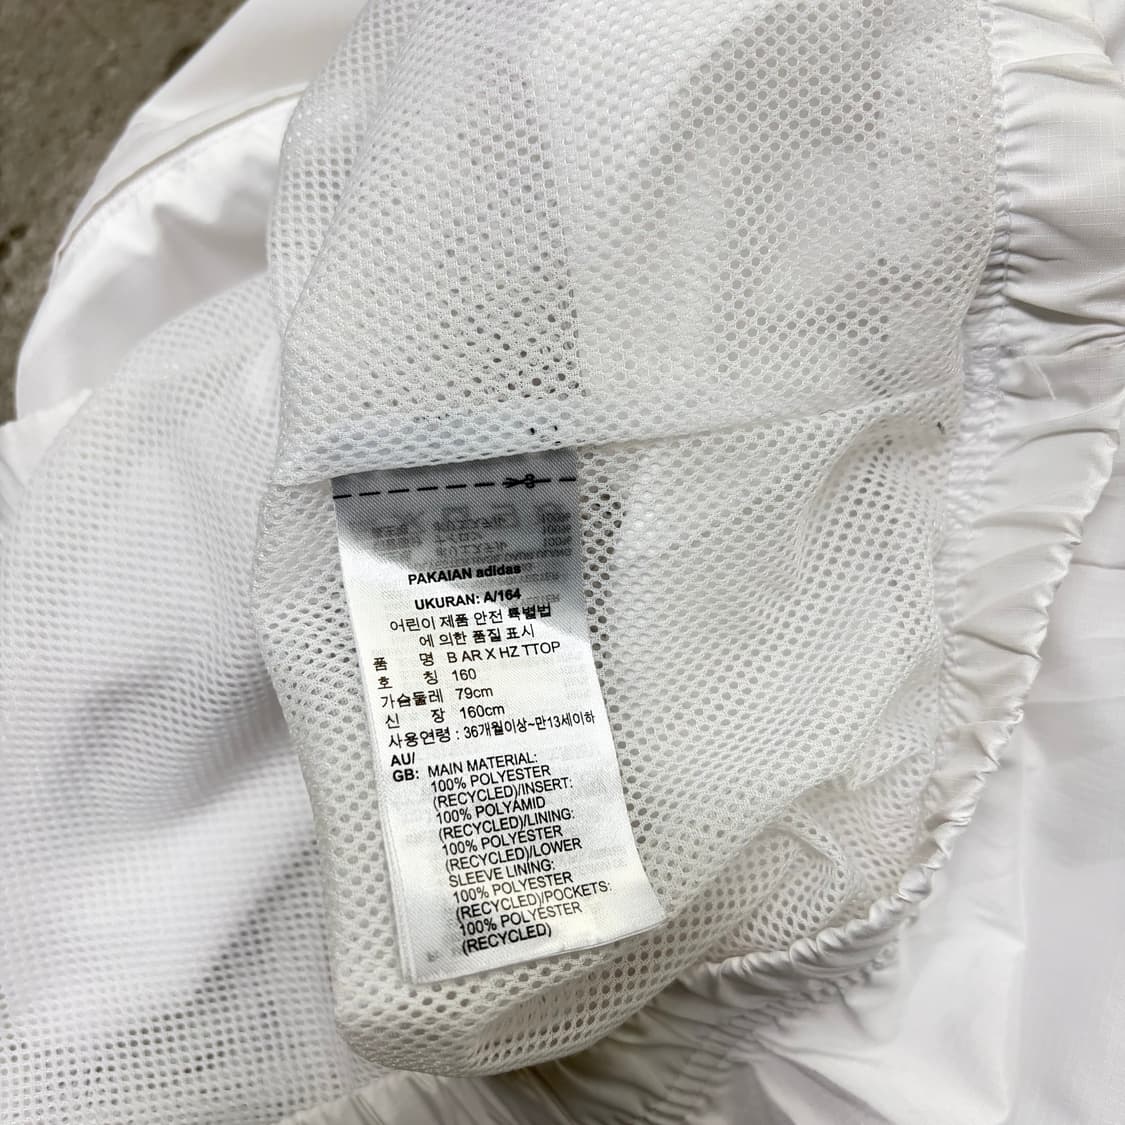 PAKAIAN adidas
UKURAN: A/164
어린이 제품 안전 특별법
에 의한 품질 표시
품 명 B AR X HZ TTOP
호 칭 160
가슴둘레 79cm
신 장 160cm
사용연령 : 36개월이상~만13세이하
AU/
GB: MAIN MATERIAL:
100% POLYESTER
(RECYCLED)/INSERT:
100% POLYAMID
(RECYCLED)/LINING:
100% POLYESTER
(RECYCLED)/LOWER
SLEEVE LINING:
100% POLYESTER
(RECYCLED)/POCKETS:
100% POLYESTER
(RECYCLED)